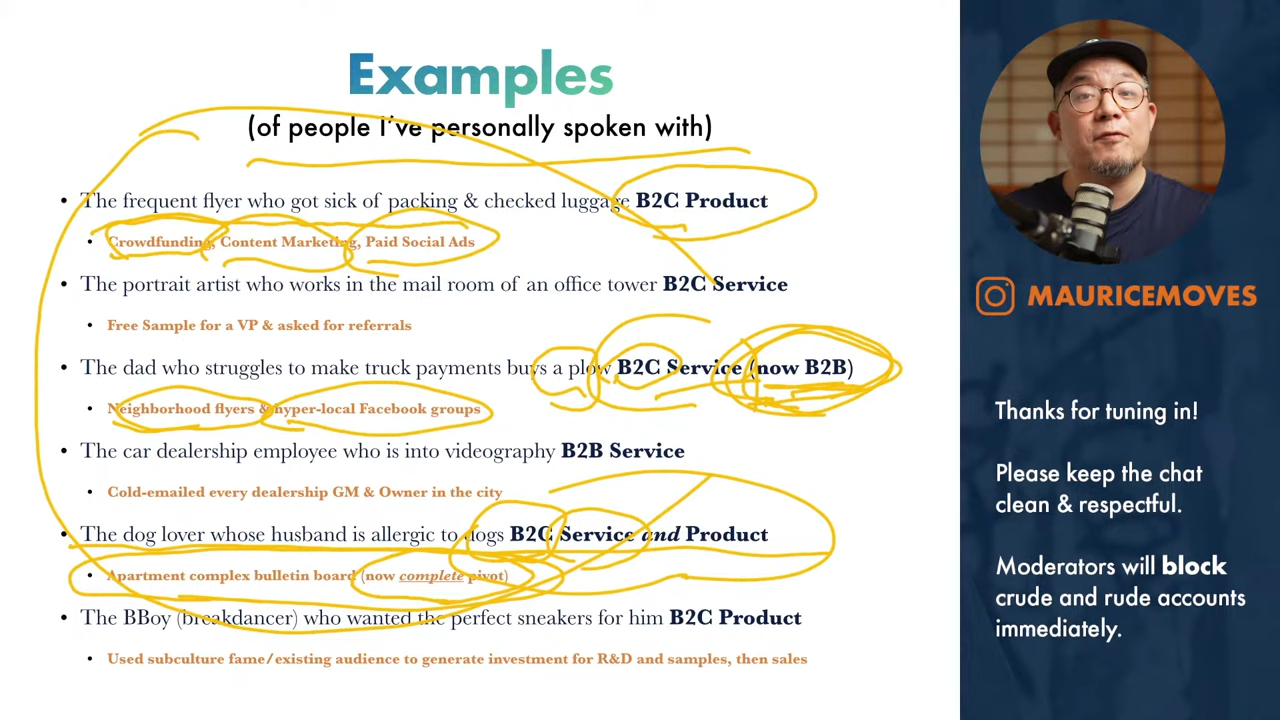 Examples
(of people I've personally spoken with)
• The frequent flyer who got sick of packing & checked luggage B2C Product
• Crowdfunding, Content Marketing, Paid Social Ads
• The portrait artist who works in the mail room of an office tower B2C Service
• Free Sample for a VP & asked for referrals
• The dad who struggles to make truck payments buys a plow B2C Service (now B2B)
• Neighborhood flyers & hyper-local Facebook groups
• The car dealership employee who is into videography B2B Service
• Cold-emailed every dealership GM & Owner in the city
• The dog lover whose husband is allergic to dogs B2C Service and Product
• Apartment complex bulletin board (now complete pivot)
• The BBoy (breakdancer) who wanted the perfect sneakers for him B2C Product
• Used subculture fame/existing audience to generate investment for R&D and samples, then sales
MAURICEMOVES
Thanks for tuning in!
Please keep the chat
clean & respectful.
Moderators will block
crude and rude accounts
immediately.